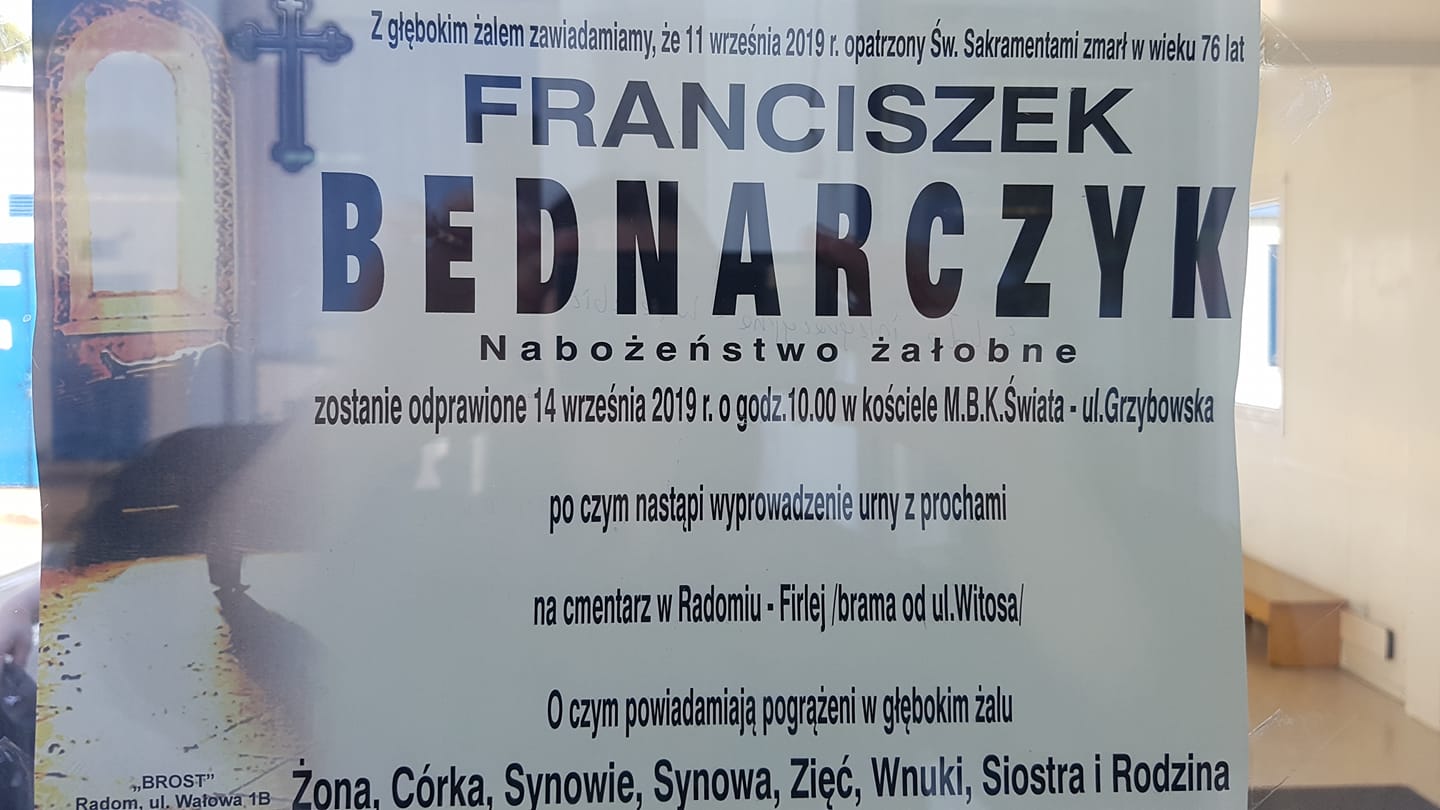 Z głębokim żalem zawiadamiamy, że 11 września 2019 r. opatrzony Św. Sakramentami zmarł w wieku 76 lat
FRANCISZEK
BEDNARCZYK
Nabożeństwo żałobne
zostanie odprawione 14 września 2019 r. o godz.10.00 w kościele M.B.K.Świata - ul.Grzybowska
po czym nastąpi wyprowadzenie urny z prochami
na cmentarz w Radomiu - Firlej /brama od ul.Witosa/
O czym powiadamiają pogrążeni w głębokim żalu
Żona, Córka, Synowie, Synowa, Zięć, Wnuki, Siostra i Rodzina
„BROST”
Radom, ul. Wałowa 1B